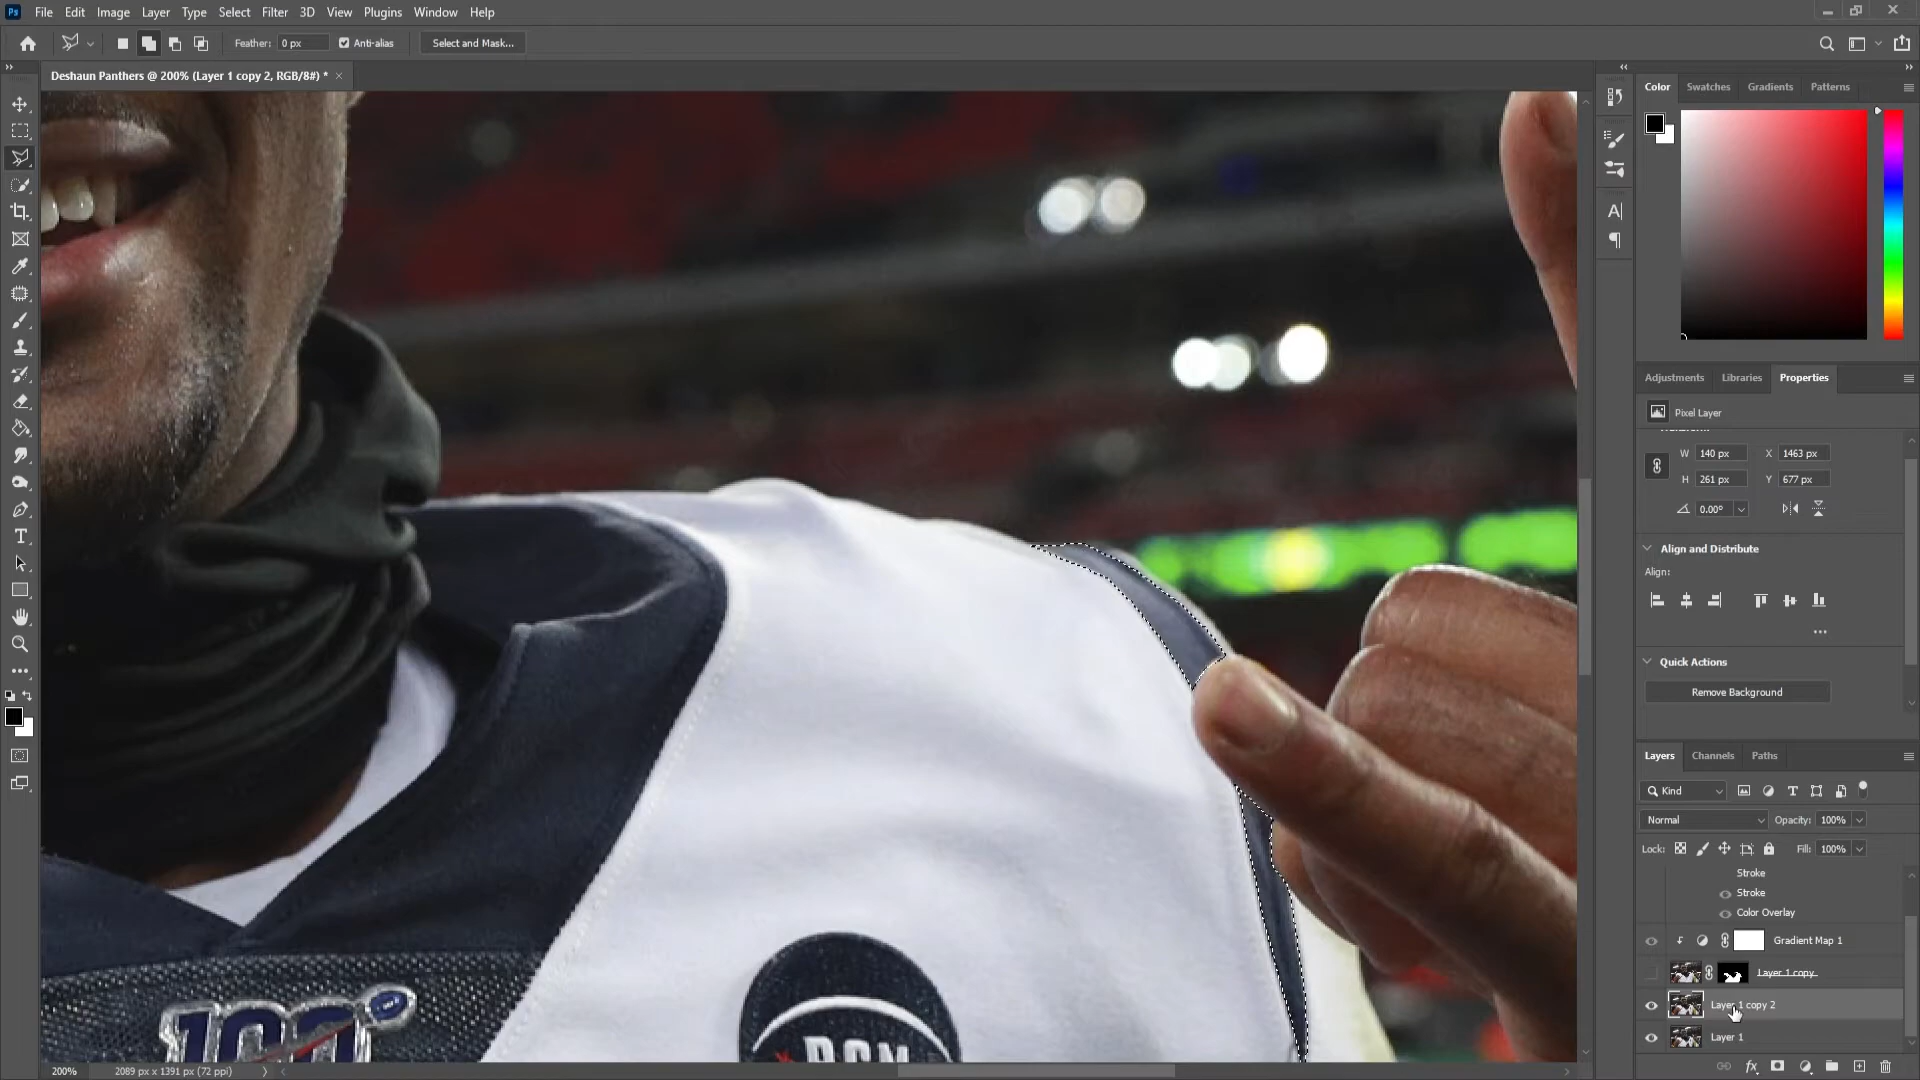 Ps File Edit Image Layer Type Select Filter 3D View Plugins Window Help
Feather: 0 px Anti-alias Select and Mask...
Deshaun Panthers @ 200% (Layer 1 copy 2, RGB/8#) * ×
Color Swatches Gradients Patterns
Adjustments Libraries Properties
Pixel Layer
W 140 px X 1463 px
H 261 px Y 677 px
0.00°
Align and Distribute
Align:
Quick Actions
Remove Background
Layers Channels Paths
Kind
Normal Opacity: 100%
Lock: Fill: 100%
Stroke
Stroke
Color Overlay
Gradient Map 1
Layer 1 copy
Layer 1 copy 2
Layer 1
fx
100
200% 2089 px x 1391 px (72 ppi)